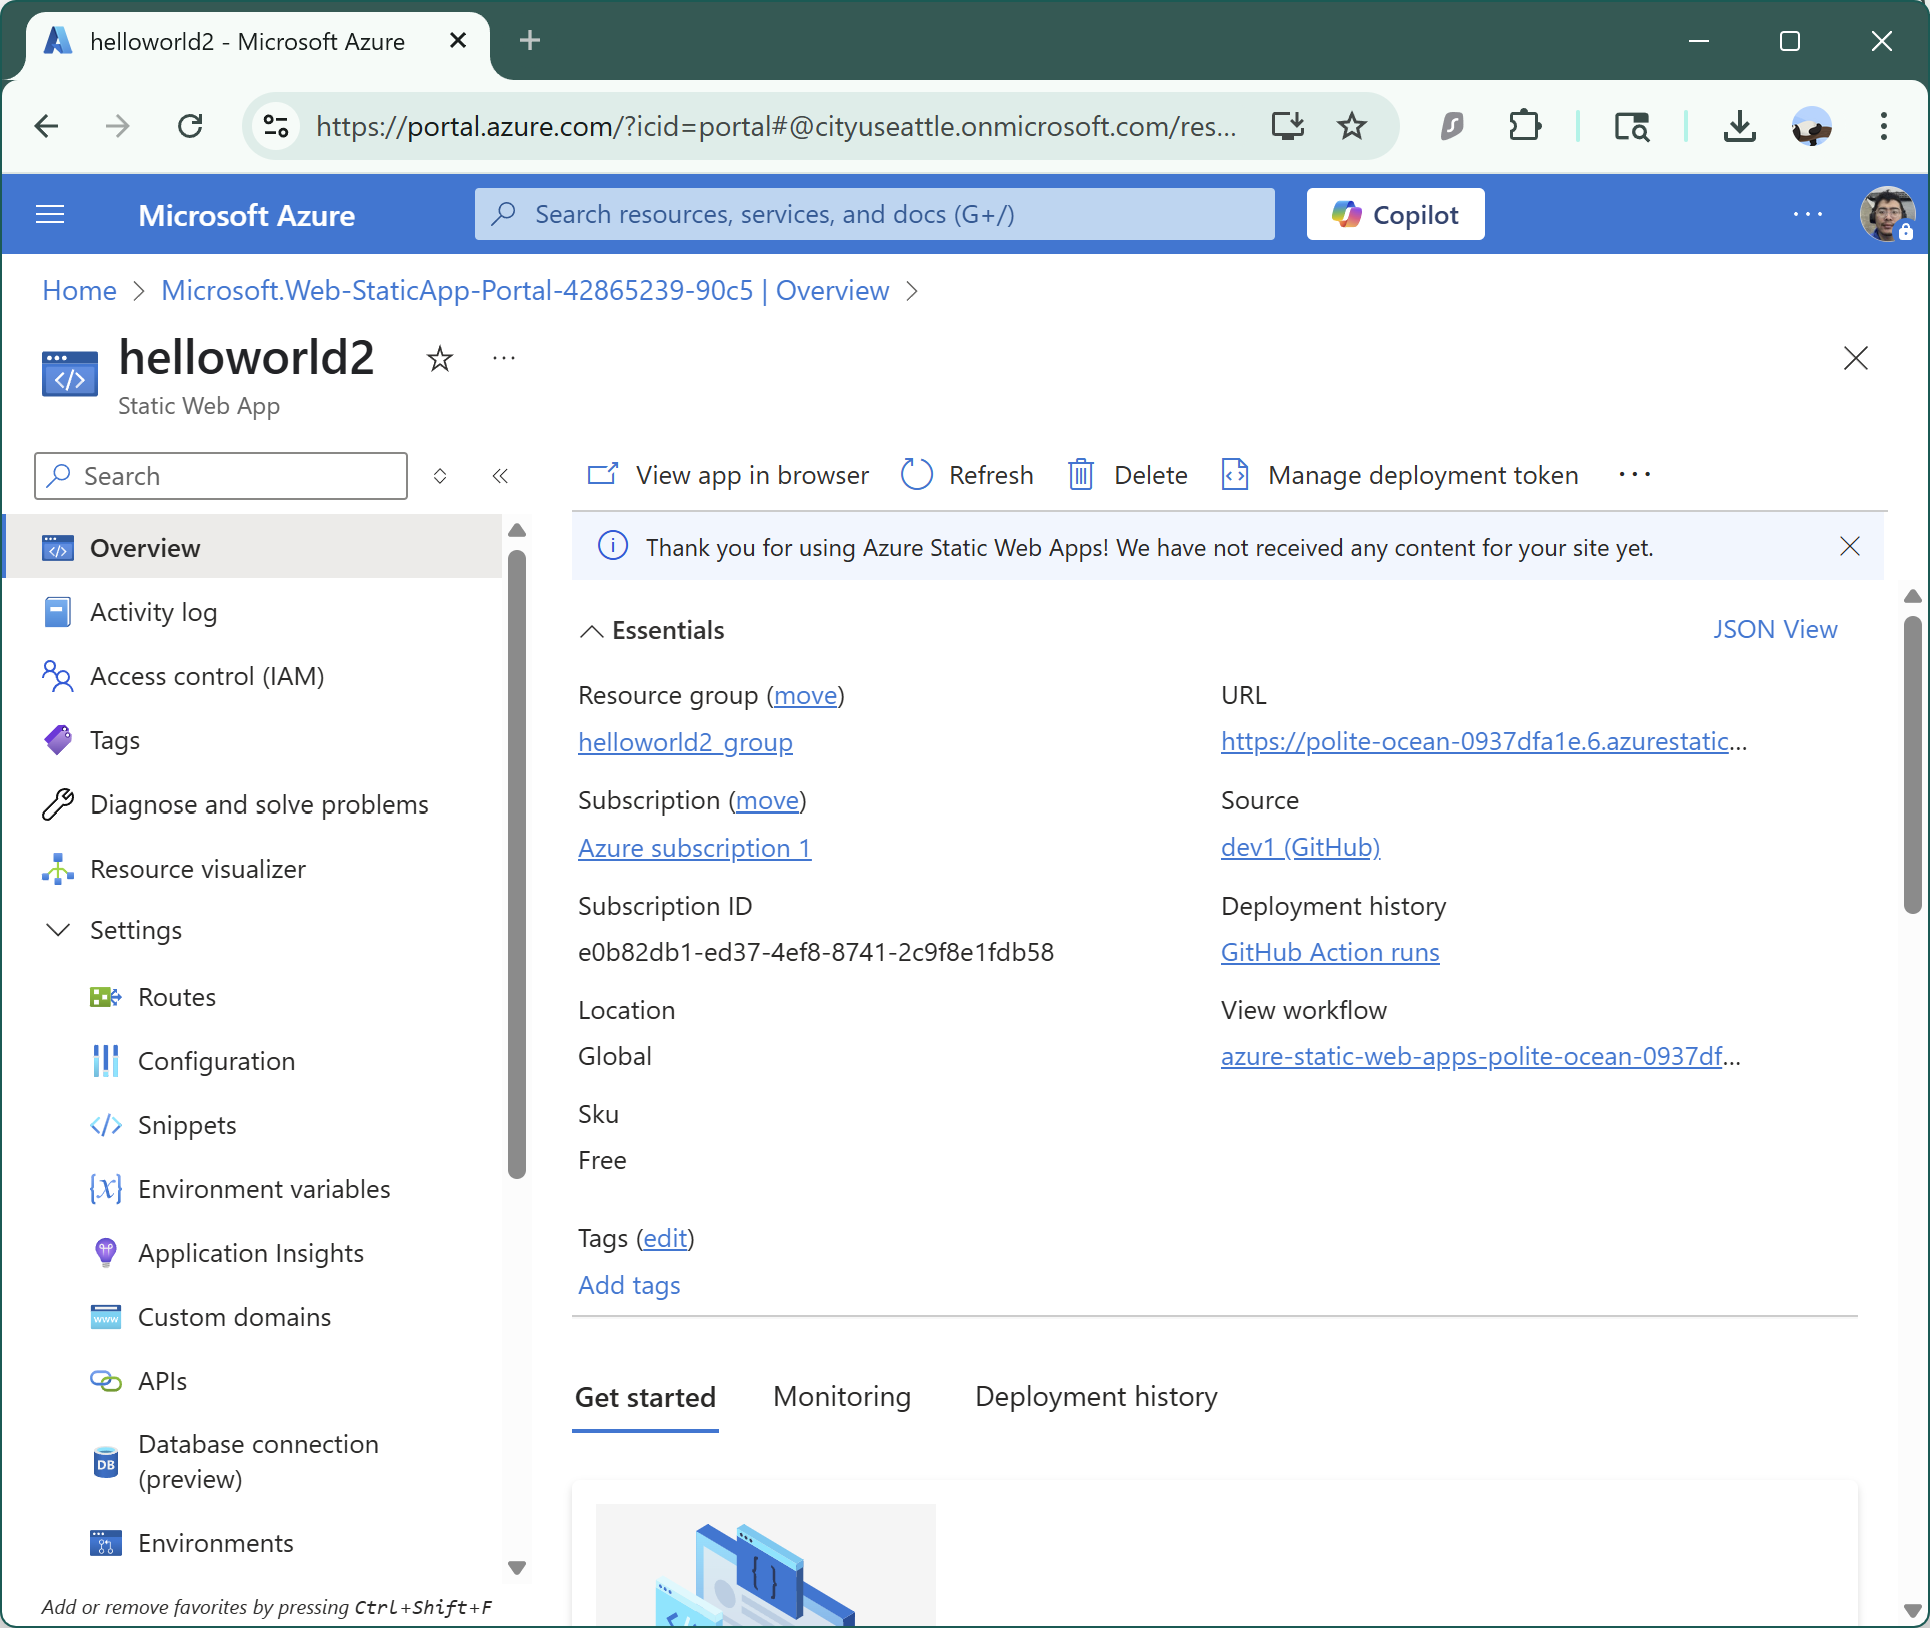 helloworld2 - Microsoft Azure
https://portal.azure.com/?icid=portal#@cityuseattle.onmicrosoft.com/res...
Microsoft Azure
Search resources, services, and docs (G+/)
Copilot
Home > Microsoft.Web-StaticApp-Portal-42865239-90c5 | Overview >
helloworld2
Static Web App
Search
Overview
Activity log
Access control (IAM)
Tags
Diagnose and solve problems
Resource visualizer
Settings
Routes
Configuration
Snippets
Environment variables
Application Insights
Custom domains
APIs
Database connection
(preview)
Environments
Add or remove favorites by pressing Ctrl+Shift+F
View app in browser
Refresh
Delete
Manage deployment token
Thank you for using Azure Static Web Apps! We have not received any content for your site yet.
Essentials
JSON View
Resource group (move)
helloworld2_group
Subscription (move)
Azure subscription 1
Subscription ID
e0b82db1-ed37-4ef8-8741-2c9f8e1fdb58
Location
Global
Sku
Free
URL
https://polite-ocean-0937dfa1e.6.azurestatic...
Source
dev1 (GitHub)
Deployment history
GitHub Action runs
View workflow
azure-static-web-apps-polite-ocean-0937df...
Tags (edit)
Add tags
Get started
Monitoring
Deployment history